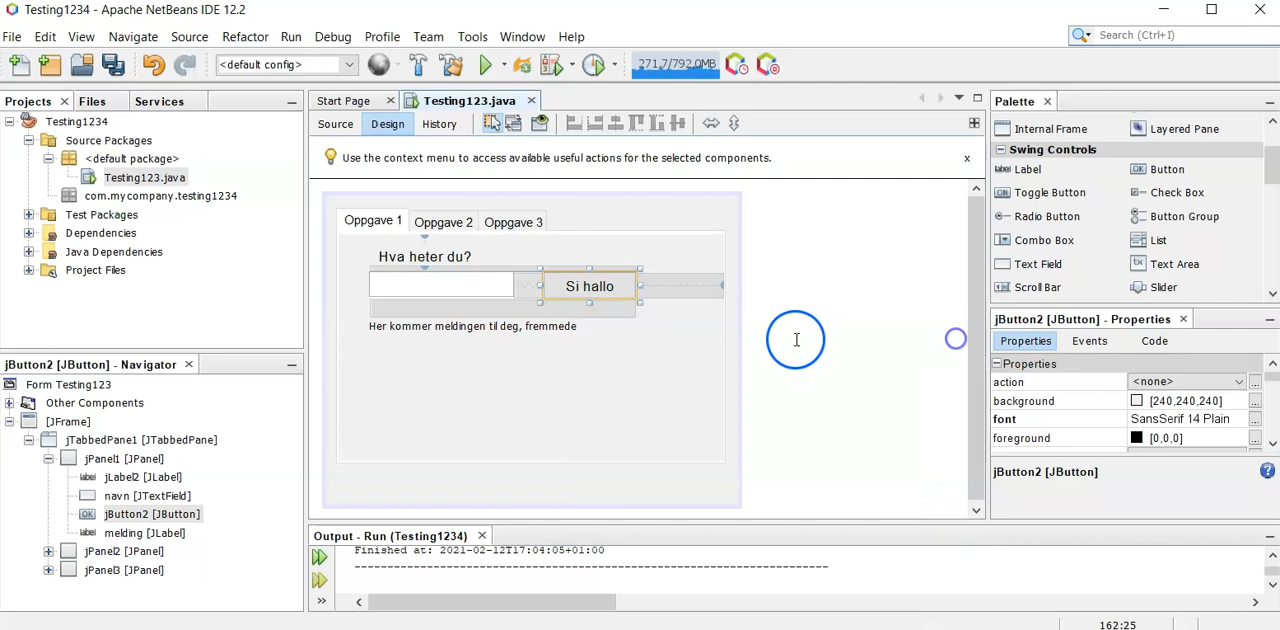 Testing1234 - Apache NetBeans IDE 12.2
File Edit View Navigate Source Refactor Run Debug Profile Team Tools Window Help
Search (Ctrl+I)
<default config>
271,7/792,0MB
Projects Files Services
Testing1234
Source Packages
<default package>
Testing123.java
com.mycompany.testing1234
Test Packages
Dependencies
Java Dependencies
Project Files
jButton2 [JButton] - Navigator
Form Testing123
Other Components
[JFrame]
jTabbedPane1 [JTabbedPane]
jPanel1 [JPanel]
jLabel2 [JLabel]
navn [JTextField]
jButton2 [JButton]
melding [JLabel]
jPanel2 [JPanel]
jPanel3 [JPanel]
Start Page Testing123.java
Source Design History
Use the context menu to access available useful actions for the selected components. x
Oppgave 1 Oppgave 2 Oppgave 3
Hva heter du?
Si hallo
Her kommer meldingen til deg, fremmede
Output - Run (Testing1234)
Finished at: 2021-02-12T17:04:05+01:00
------------------------------------------------------------------------
Palette
Internal Frame Layered Pane
Swing Controls
label Label OK Button
OK Toggle Button Check Box
Radio Button Button Group
Combo Box List
Text Field Text Area
Scroll Bar Slider
jButton2 [JButton] - Properties
Properties Events Code
Properties
action <none> ...
background [240,240,240] ...
font SansSerif 14 Plain ...
foreground [0,0,0] ...
jButton2 [JButton]
162:25